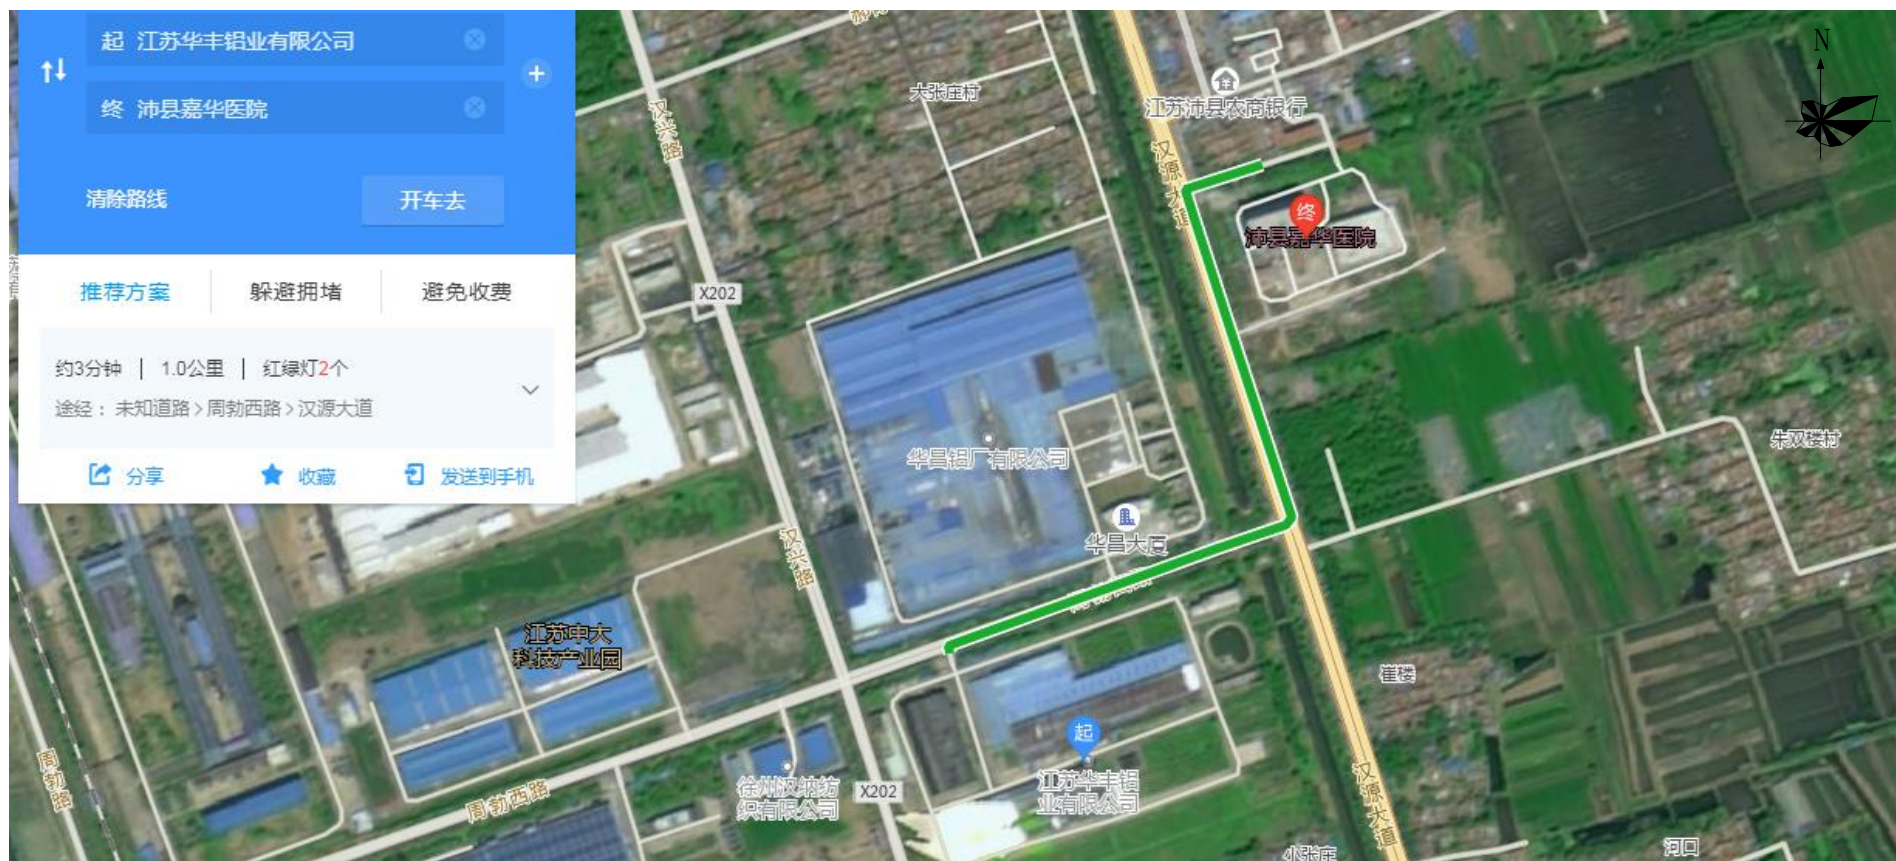 起 江苏华丰铝业有限公司
终 沛县嘉华医院
清除路线
开车去
推荐方案
躲避拥堵
避免收费
约3分钟 | 1.0公里 | 红绿灯2个
途经： 未知道路>周勃西路>汉源大道
分享
收藏
发送到手机
N
大张庄村
江苏沛县农商银行
汉兴路
汉源大道
终
沛县嘉华医院
X202
华昌铝厂有限公司
华昌大厦
朱双楼村
汉兴路
江苏中大
科技产业园
崔楼
起
江苏华丰铝
业有限公司
周勃路
周勃西路
徐州汉纳纺
织有限公司
X202
汉源大道
小张庄
河口